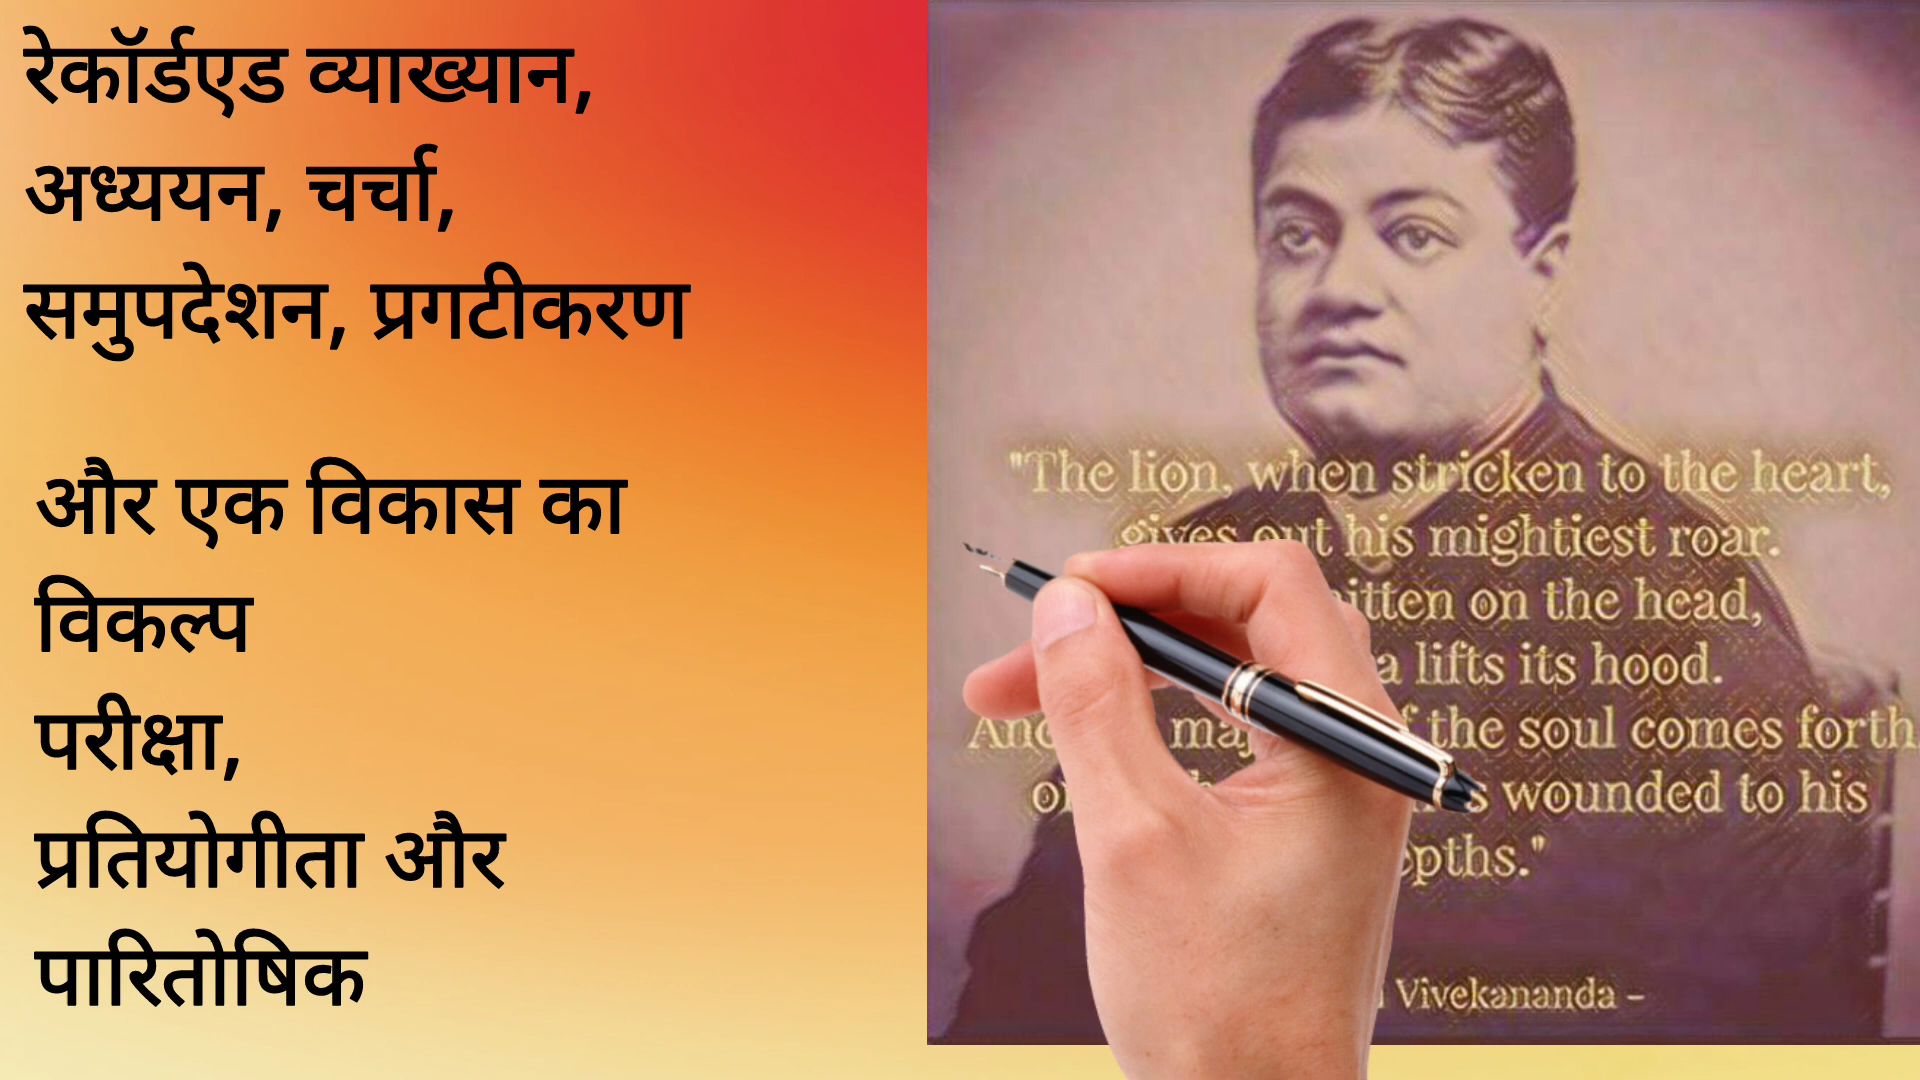 रेकॉर्डएड व्याख्यान,
अध्ययन, चर्चा,
समुपदेशन, प्रगटीकरण
और एक विकास का
विकल्प
परीक्षा,
प्रतियोगीता और
पारितोषिक
"The lion, when stricken to the heart,
gives out his mightiest roar.
on the head,
lifts its hood.
the soul comes forth
wounded to his
Vivekananda –